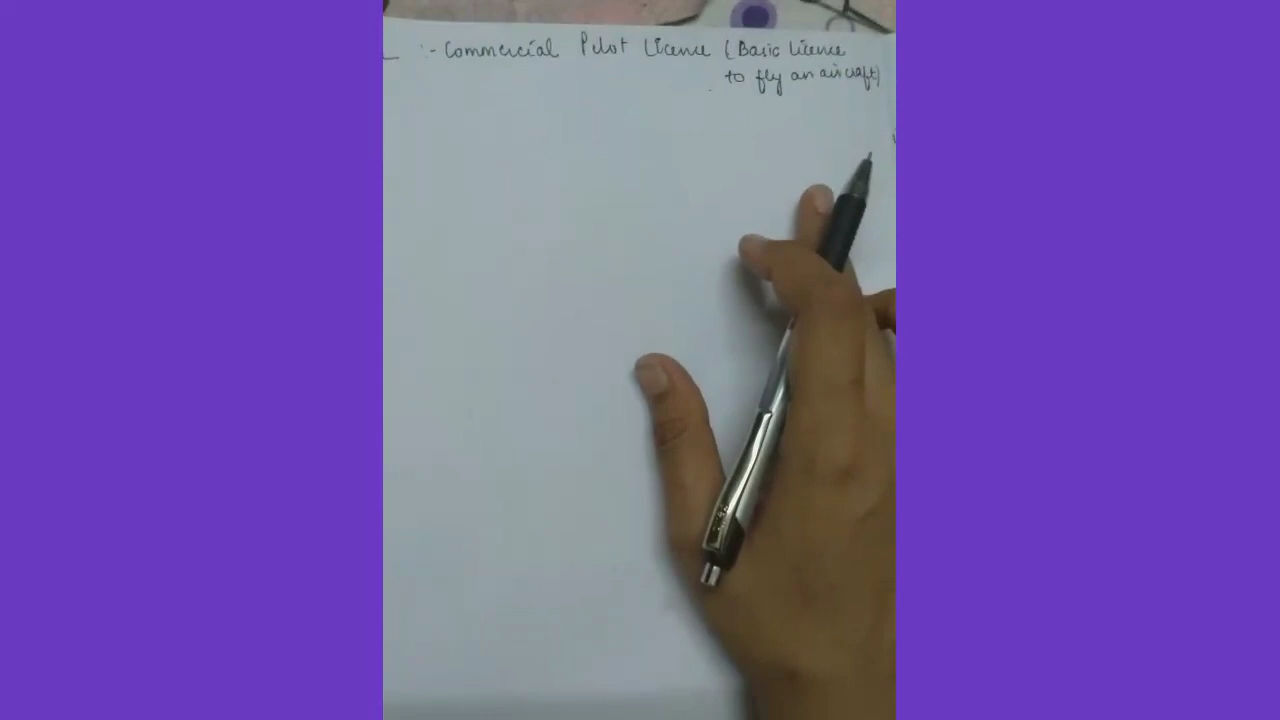 L :- Commercial Pilot Licence (Basic Licence
to fly an aircraft)